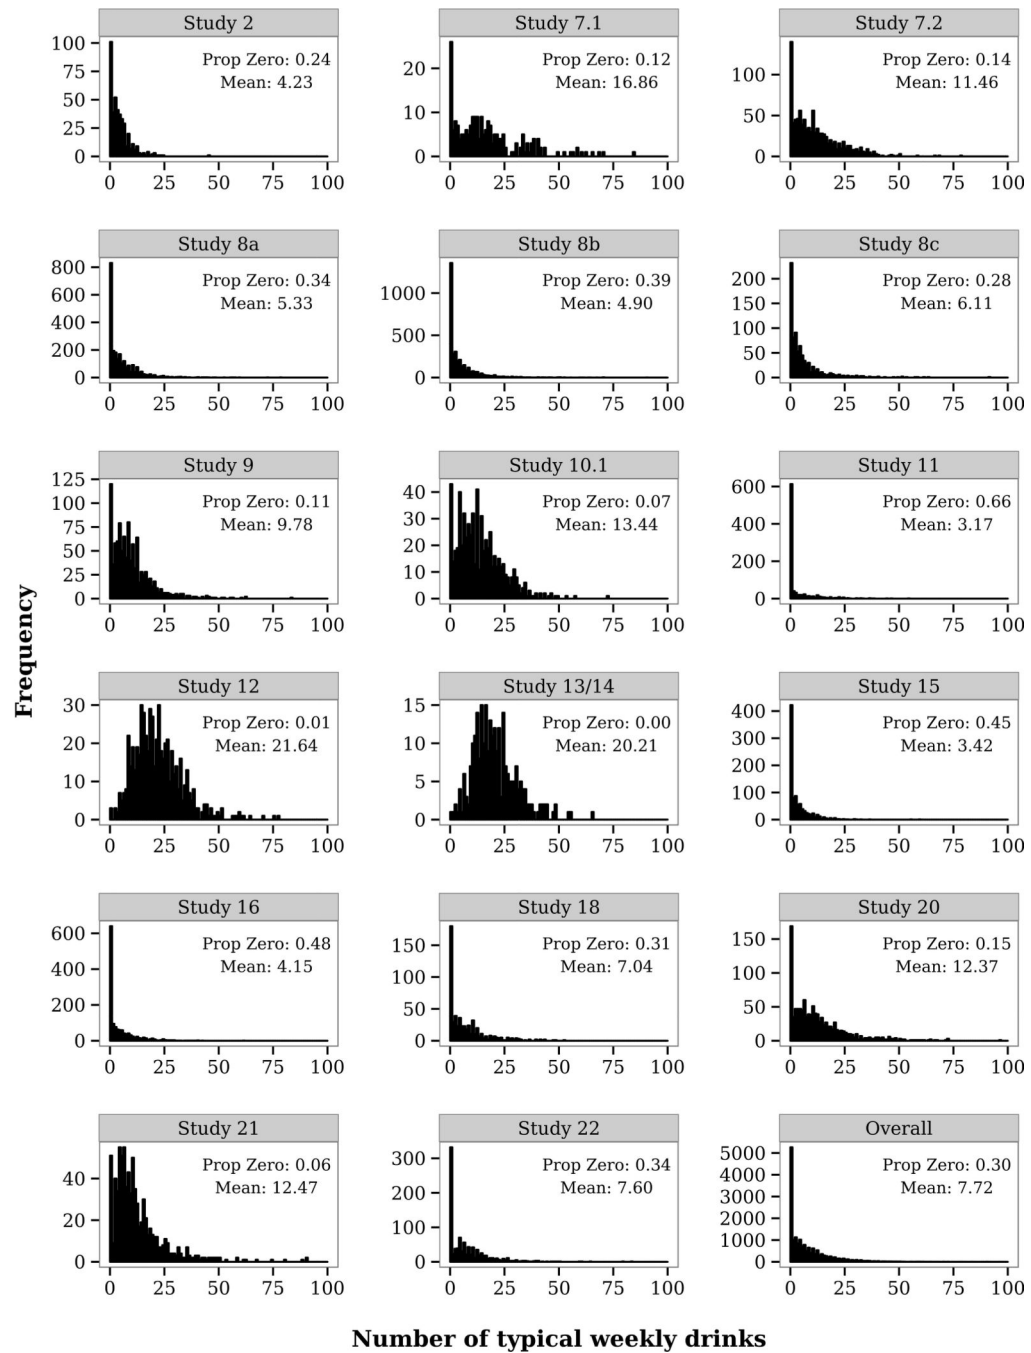 Study 2
Prop Zero: 0.24
Mean: 4.23
100
75
50
25
0
0 25 50 75 100
Study 7.1
Prop Zero: 0.12
Mean: 16.86
20
10
0
0 25 50 75 100
Study 7.2
Prop Zero: 0.14
Mean: 11.46
100
50
0
0 25 50 75 100
Study 8a
Prop Zero: 0.34
Mean: 5.33
800
600
400
200
0
0 25 50 75 100
Study 8b
Prop Zero: 0.39
Mean: 4.90
1000
500
0
0 25 50 75 100
Study 8c
Prop Zero: 0.28
Mean: 6.11
200
150
100
50
0
0 25 50 75 100
Study 9
Prop Zero: 0.11
Mean: 9.78
125
100
75
50
25
0
0 25 50 75 100
Study 10.1
Prop Zero: 0.07
Mean: 13.44
40
30
20
10
0
0 25 50 75 100
Study 11
Prop Zero: 0.66
Mean: 3.17
600
400
200
0
0 25 50 75 100
Frequency
Study 12
Prop Zero: 0.01
Mean: 21.64
30
20
10
0
0 25 50 75 100
Study 13/14
Prop Zero: 0.00
Mean: 20.21
15
10
5
0
0 25 50 75 100
Study 15
Prop Zero: 0.45
Mean: 3.42
400
300
200
100
0
0 25 50 75 100
Study 16
Prop Zero: 0.48
Mean: 4.15
600
400
200
0
0 25 50 75 100
Study 18
Prop Zero: 0.31
Mean: 7.04
150
100
50
0
0 25 50 75 100
Study 20
Prop Zero: 0.15
Mean: 12.37
150
100
50
0
0 25 50 75 100
Study 21
Prop Zero: 0.06
Mean: 12.47
40
20
0
0 25 50 75 100
Study 22
Prop Zero: 0.34
Mean: 7.60
300
200
100
0
0 25 50 75 100
Overall
Prop Zero: 0.30
Mean: 7.72
5000
4000
3000
2000
1000
0
0 25 50 75 100
Number of typical weekly drinks